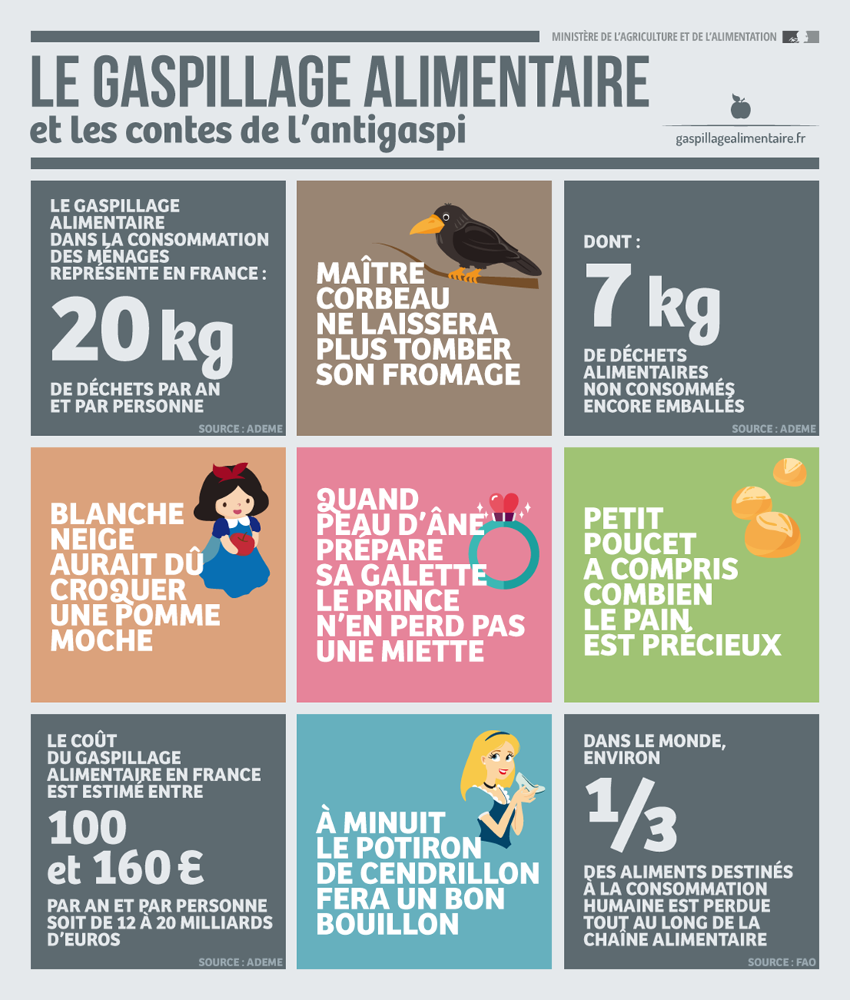 MINISTÈRE DE L'AGRICULTURE ET DE L'ALIMENTATION
LE GASPILLAGE ALIMENTAIRE
et les contes de l'antigaspi
gaspillagealimentaire.fr
LE GASPILLAGE
ALIMENTAIRE
DANS LA CONSOMMATION
DES MÉNAGES
REPRÉSENTE EN FRANCE :
20 kg
DE DÉCHETS PAR AN
ET PAR PERSONNE
SOURCE : ADEME
MAÎTRE
CORBEAU
NE LAISSERA
PLUS TOMBER
SON FROMAGE
DONT :
7 kg
DE DÉCHETS
ALIMENTAIRES
NON CONSOMMÉS
ENCORE EMBALLÉS
SOURCE : ADEME
BLANCHE
NEIGE
AURAIT DÛ
CROQUER
UNE POMME
MOCHE
QUAND
PEAU D'ÂNE
PRÉPARE
SA GALETTE
LE PRINCE
N'EN PERD PAS
UNE MIETTE
PETIT
POUCET
A COMPRIS
COMBIEN
LE PAIN
EST PRÉCIEUX
LE COÛT
DU GASPILLAGE
ALIMENTAIRE EN FRANCE
EST ESTIMÉ ENTRE
100
et 160 €
PAR AN ET PAR PERSONNE
SOIT DE 12 À 20 MILLIARDS
D'EUROS
SOURCE : ADEME
À MINUIT
LE POTIRON
DE CENDRILLON
FERA UN BON
BOUILLON
DANS LE MONDE,
ENVIRON
1/3
DES ALIMENTS DESTINÉS
À LA CONSOMMATION
HUMAINE EST PERDUE
TOUT AU LONG DE LA
CHAÎNE ALIMENTAIRE
SOURCE : FAO